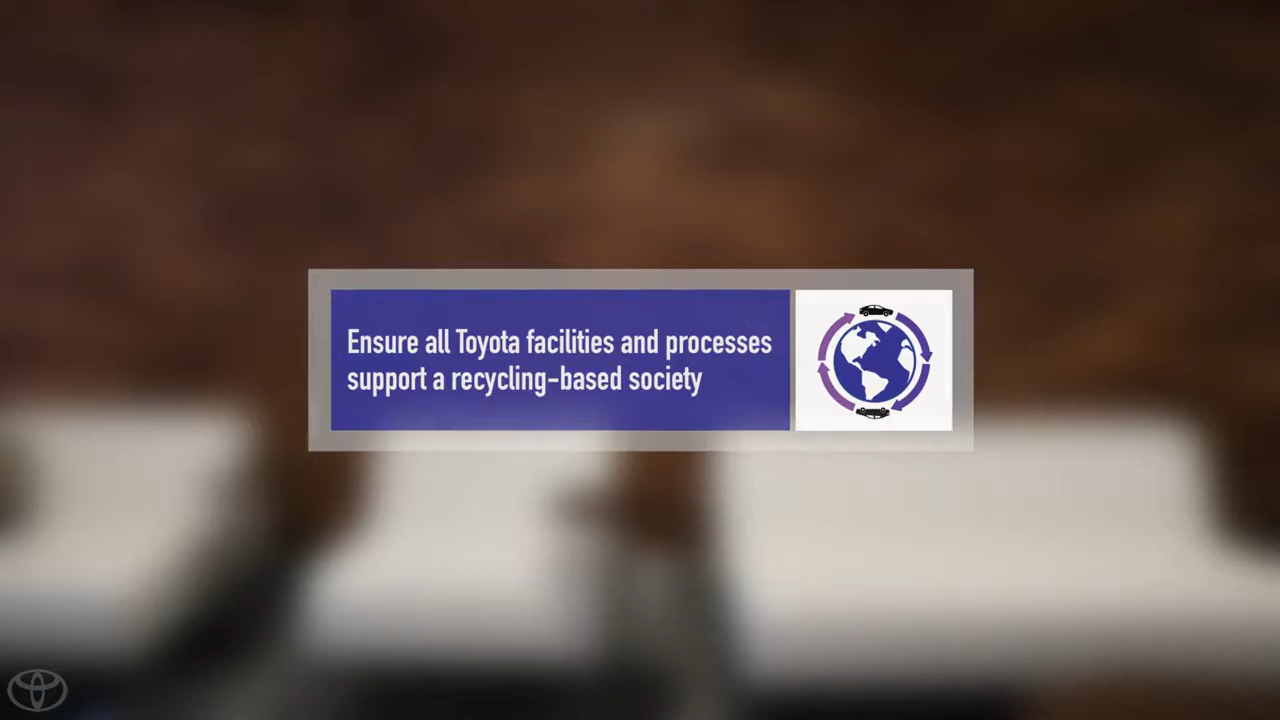 Ensure all Toyota facilities and processes
support a recycling-based society